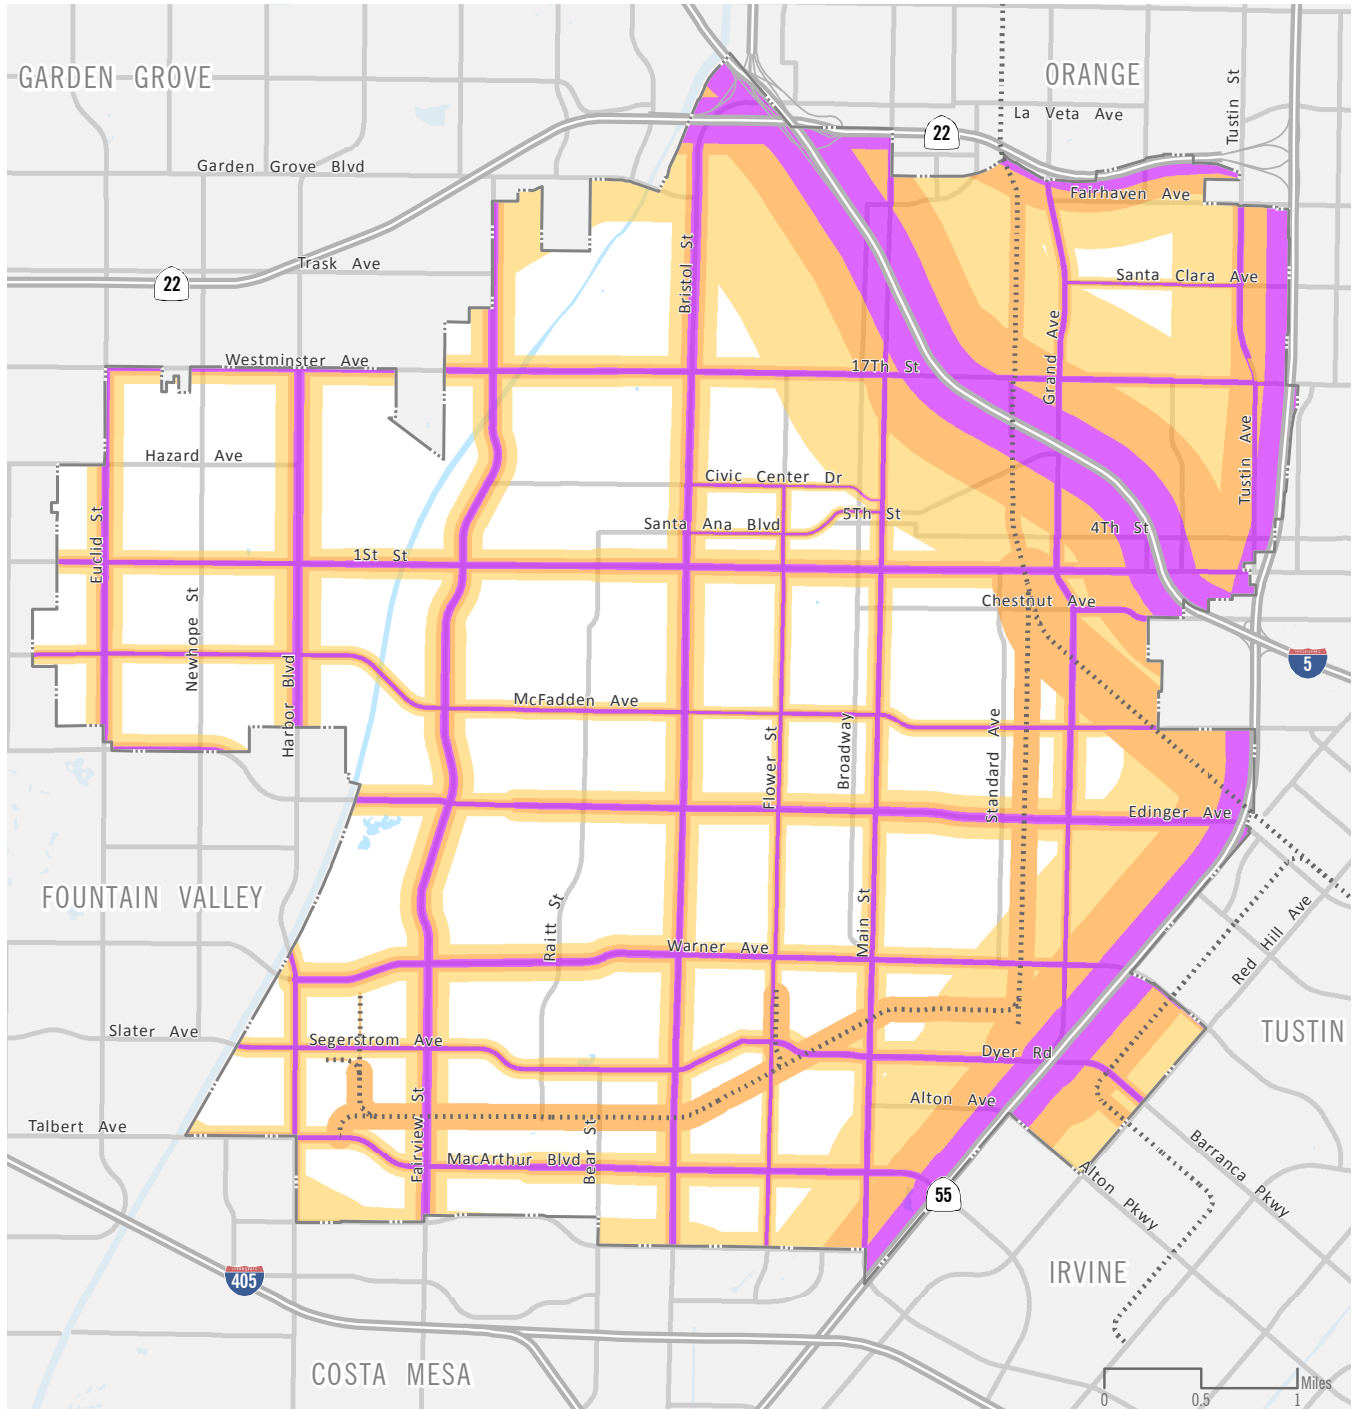 GARDEN GROVE
ORANGE
Tustin St
La Veta Ave
22
Garden Grove Blvd
Fairhaven Ave
Bristol St
Trask Ave
22
Santa Clara Ave
Grand Ave
Westminster Ave
17Th St
Tustin Ave
Hazard Ave
Civic Center Dr
5Th St
Santa Ana Blvd
4Th St
Euclid St
1St St
Newhope St
Chestnut Ave
5
Harbor Blvd
McFadden Ave
Flower St
Broadway
Standard Ave
Edinger Ave
FOUNTAIN VALLEY
Raitt St
Main St
Red Hill Ave
Warner Ave
Slater Ave
Segerstrom Ave
Dyer Rd
TUSTIN
Fairview St
Alton Ave
Talbert Ave
Bear St
MacArthur Blvd
Barranca Pkwy
Alton Pkwy
55
IRVINE
405
COSTA MESA
Miles
0 0.5 1